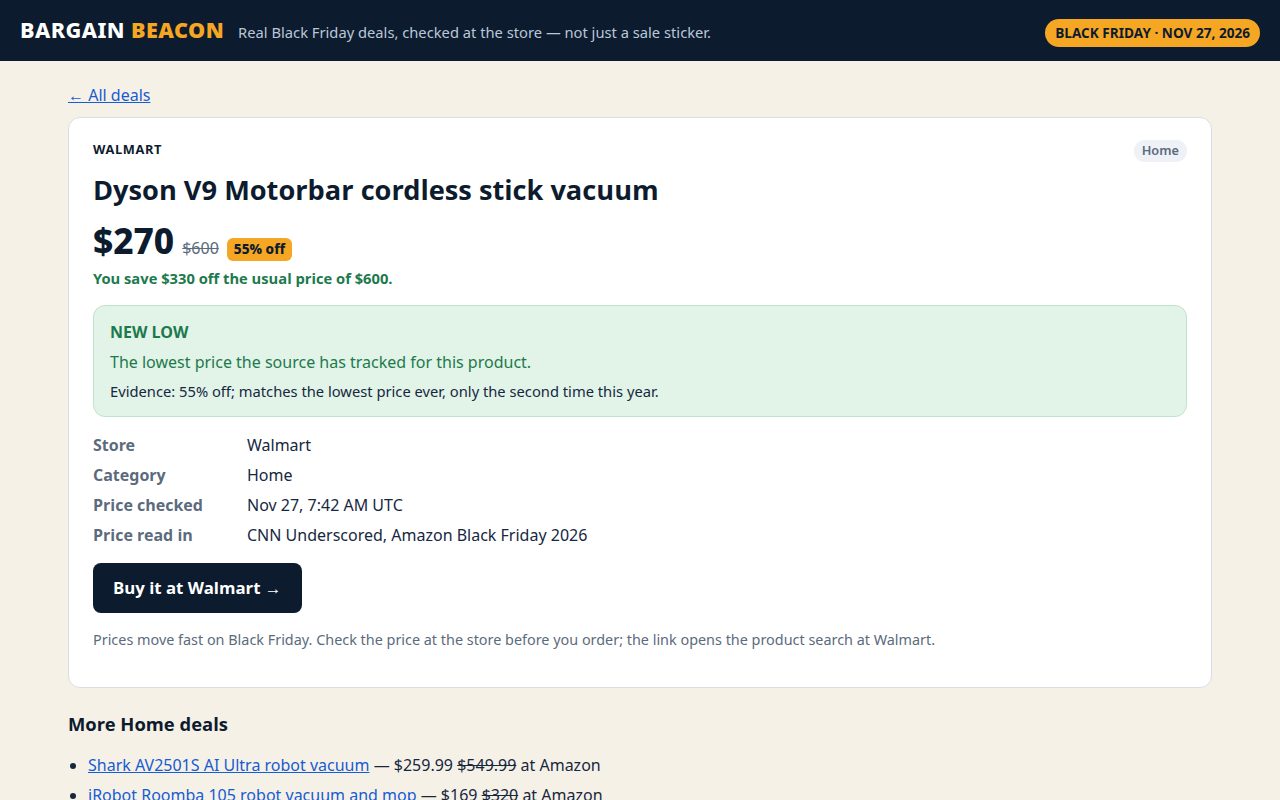 BARGAIN BEACON Real Black Friday deals, checked at the store — not just a sale sticker. BLACK FRIDAY · NOV 27, 2026
← All deals
WALMART Home
Dyson V9 Motorbar cordless stick vacuum
$270 $600 55% off
You save $330 off the usual price of $600.
NEW LOW
The lowest price the source has tracked for this product.
Evidence: 55% off; matches the lowest price ever, only the second time this year.
Store Walmart
Category Home
Price checked Nov 27, 7:42 AM UTC
Price read in CNN Underscored, Amazon Black Friday 2026
Buy it at Walmart →
Prices move fast on Black Friday. Check the price at the store before you order; the link opens the product search at Walmart.
More Home deals
• Shark AV2501S AI Ultra robot vacuum — $259.99 $549.99 at Amazon
• iRobot Roomba 105 robot vacuum and mop — $169 $320 at Amazon